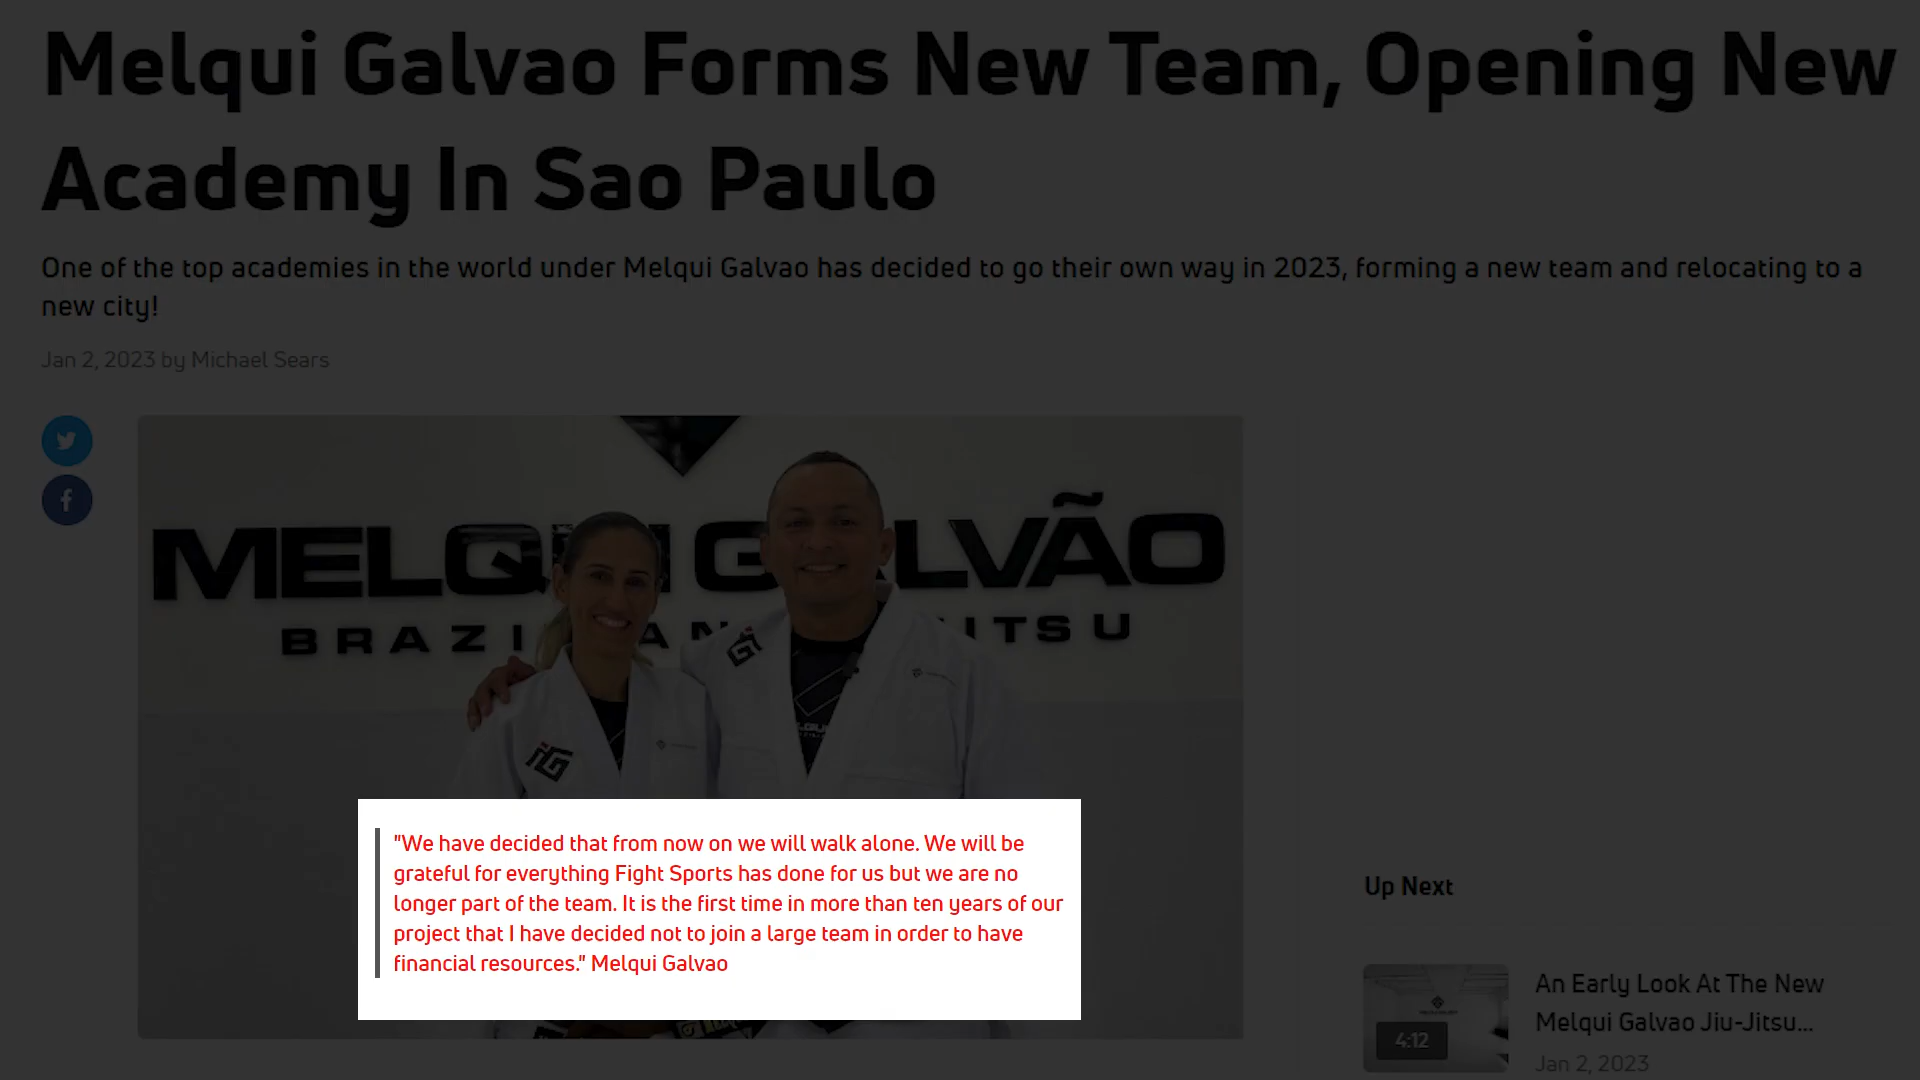 Melqui Galvao Forms New Team, Opening New
Academy In Sao Paulo
One of the top academies in the world under Melqui Galvao has decided to go their own way in 2023, forming a new team and relocating to a
new city!
Jan 2, 2023 by Michael Sears
MELQUI GALVÃO
"We have decided that from now on we will walk alone. We will be
grateful for everything Fight Sports has done for us but we are no
longer part of the team. It is the first time in more than ten years of our
project that I have decided not to join a large team in order to have
financial resources." Melqui Galvao
Up Next
An Early Look At The New
Melqui Galvao Jiu-Jitsu...
4:12
Jan 2, 2023